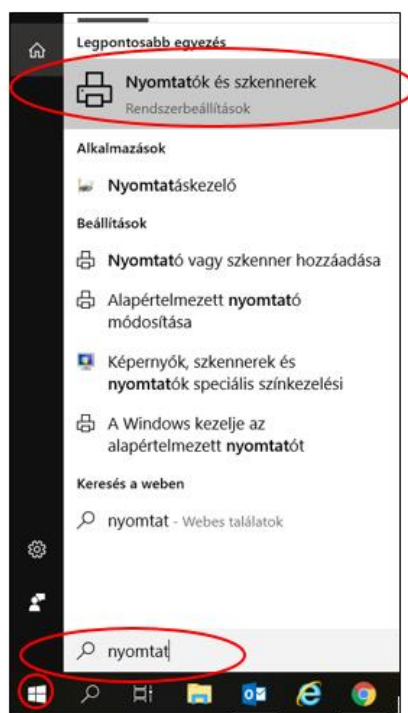 Legpontosabb egyezés
Nyomtatók és szkennerek
Rendszerbeállítások
Alkalmazások
Nyomtatáskezelő
Beállítások
Nyomtató vagy szkenner hozzáadása
Alapértelmezett nyomtató
módosítása
Képernyők, szkennerek és
nyomtatók speciális színkezelési
A Windows kezelje az
alapértelmezett nyomtatót
Keresés a weben
nyomtat - Webes találatok
nyomtat